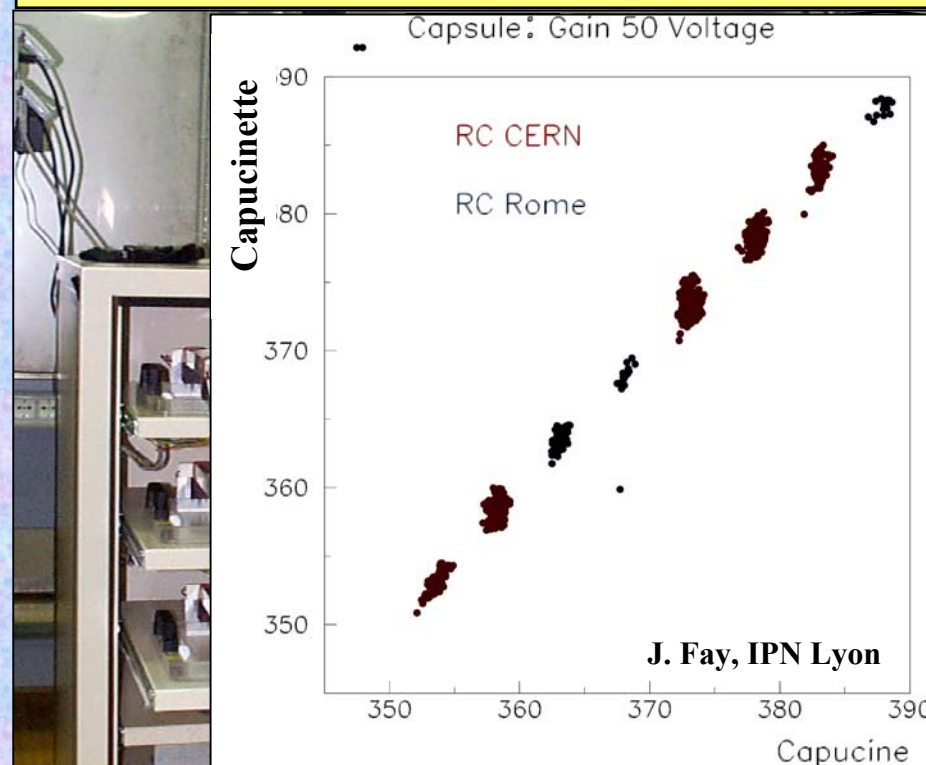 Capsule: Gain 50 Voltage
Capucinette
RC CERN
RC Rome
90
380
370
360
350
J. Fay, IPN Lyon
350 360 370 380 390
Capucine